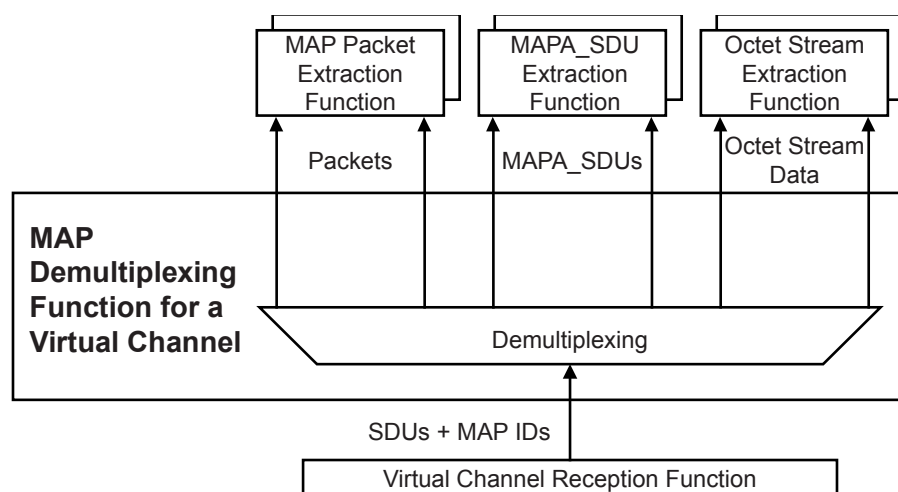 MAP Packet
Extraction
Function
MAPA_SDU
Extraction
Function
Octet Stream
Extraction
Function
Packets
MAPA_SDUs
Octet Stream
Data
MAP
Demultiplexing
Function for a
Virtual Channel
Demultiplexing
SDUs + MAP IDs
Virtual Channel Reception Function